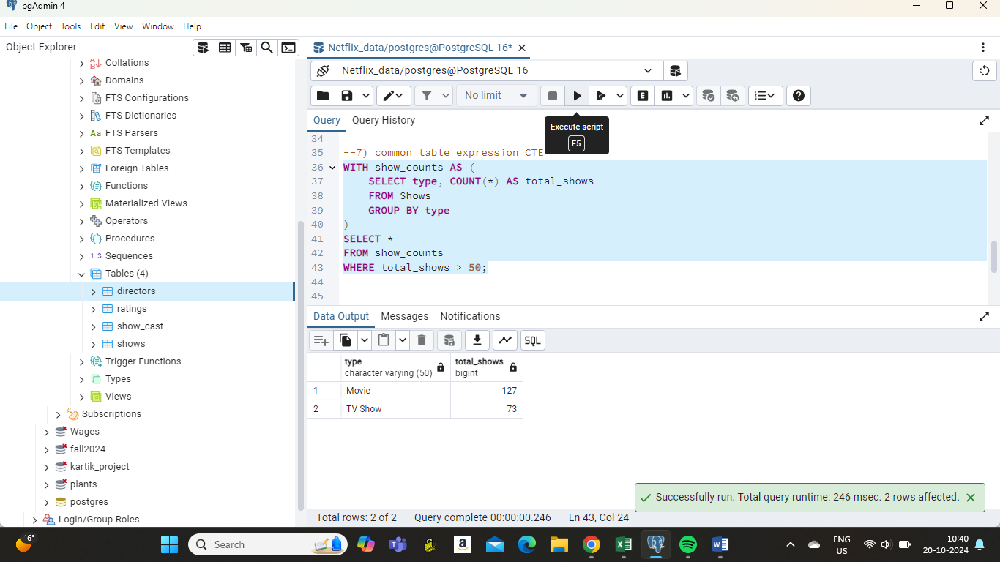 pgAdmin 4
File Object Tools Edit View Window Help
Object Explorer
Collations
Domains
FTS Configurations
FTS Dictionaries
Aa FTS Parsers
FTS Templates
Foreign Tables
Functions
Materialized Views
Operators
Procedures
1..3 Sequences
Tables (4)
directors
ratings
show_cast
shows
Trigger Functions
Types
Views
Subscriptions
Wages
fall2024
kartik_project
plants
postgres
Login/Group Roles
Netflix_data/postgres@PostgreSQL 16*
Netflix_data/postgres@PostgreSQL 16
No limit
E
Query Query History
Execute script
F5
34
35 --7) common table expression CTE
36 WITH show_counts AS (
37 SELECT type, COUNT(*) AS total_shows
38 FROM Shows
39 GROUP BY type
40 )
41 SELECT *
42 FROM show_counts
43 WHERE total_shows > 50;
44
45
Data Output Messages Notifications
SQL
type total_shows
character varying (50) bigint
1 Movie 127
2 TV Show 73
Successfully run. Total query runtime: 246 msec. 2 rows affected.
Total rows: 2 of 2 Query complete 00:00:00.246 Ln 43, Col 24
16°
Search
ENG
US
10:40
20-10-2024